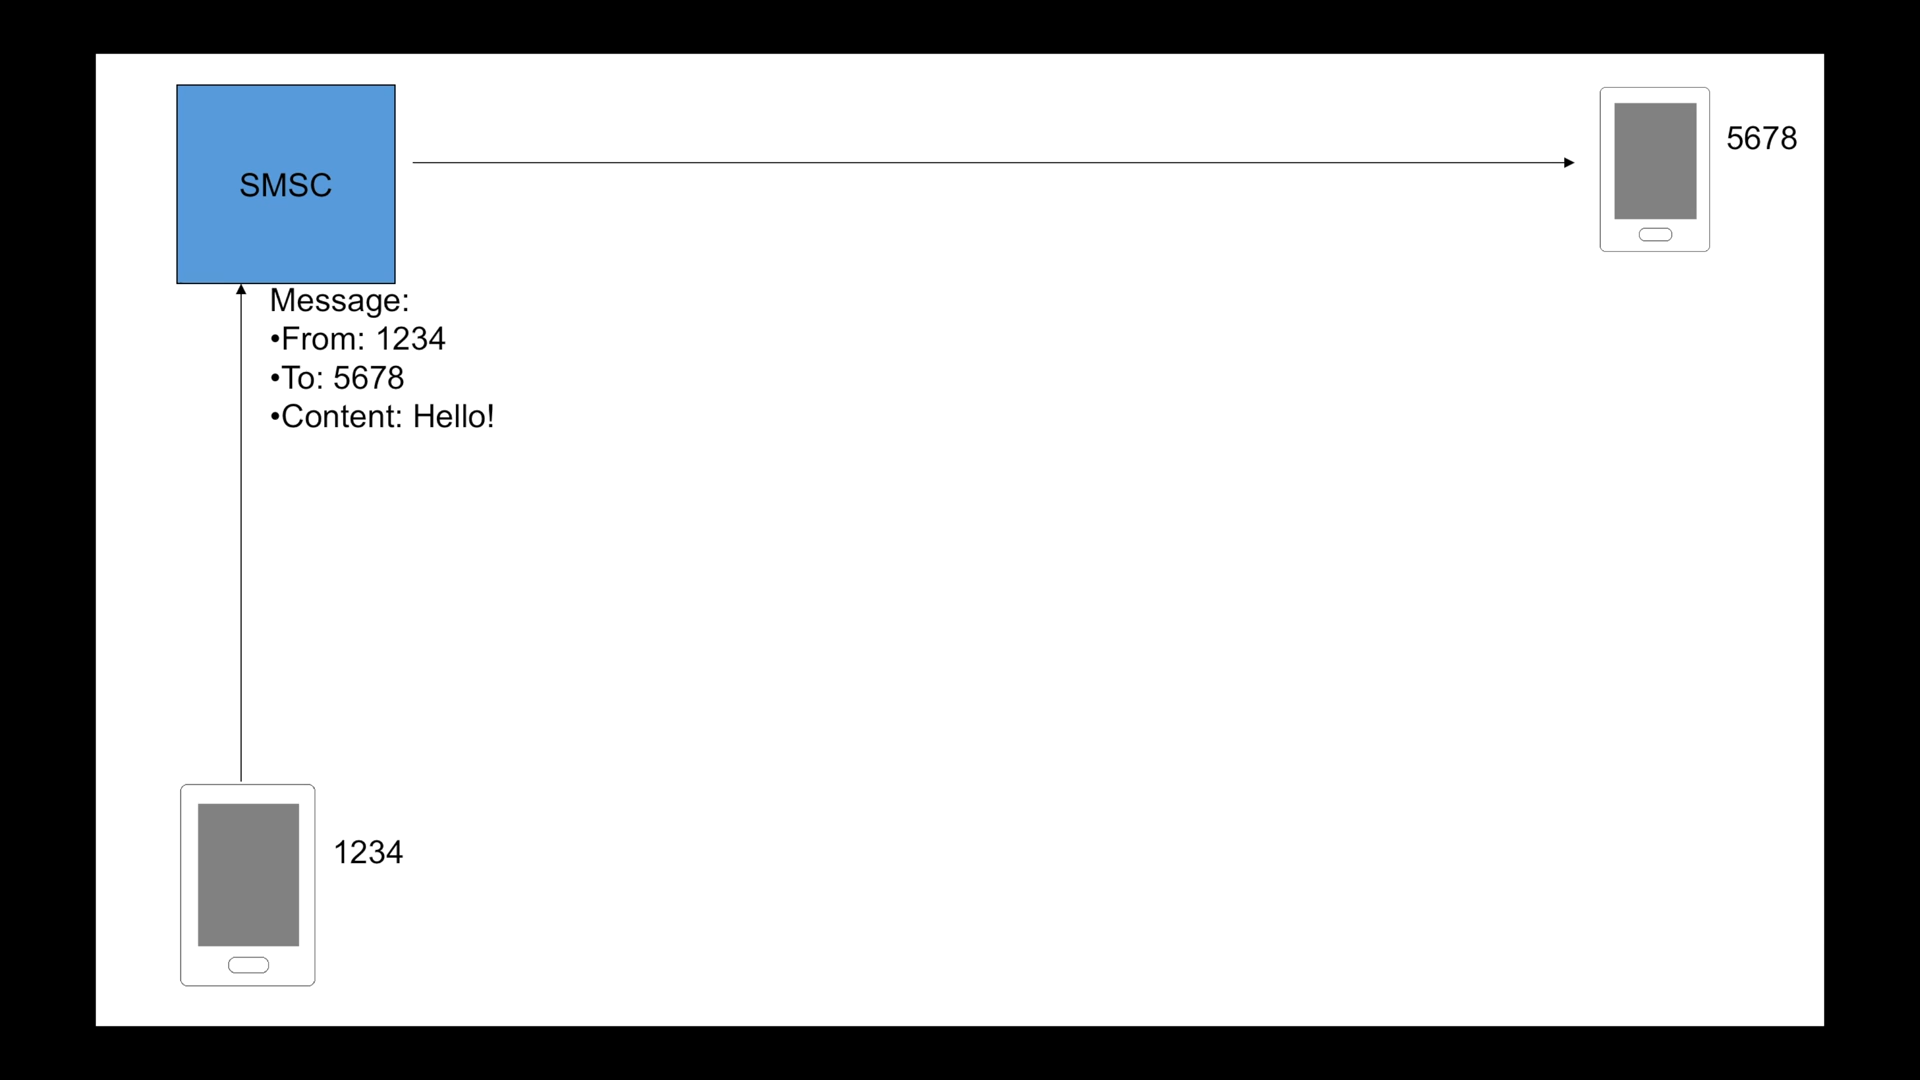 SMSC
5678
Message:
•From: 1234
•To: 5678
•Content: Hello!
1234